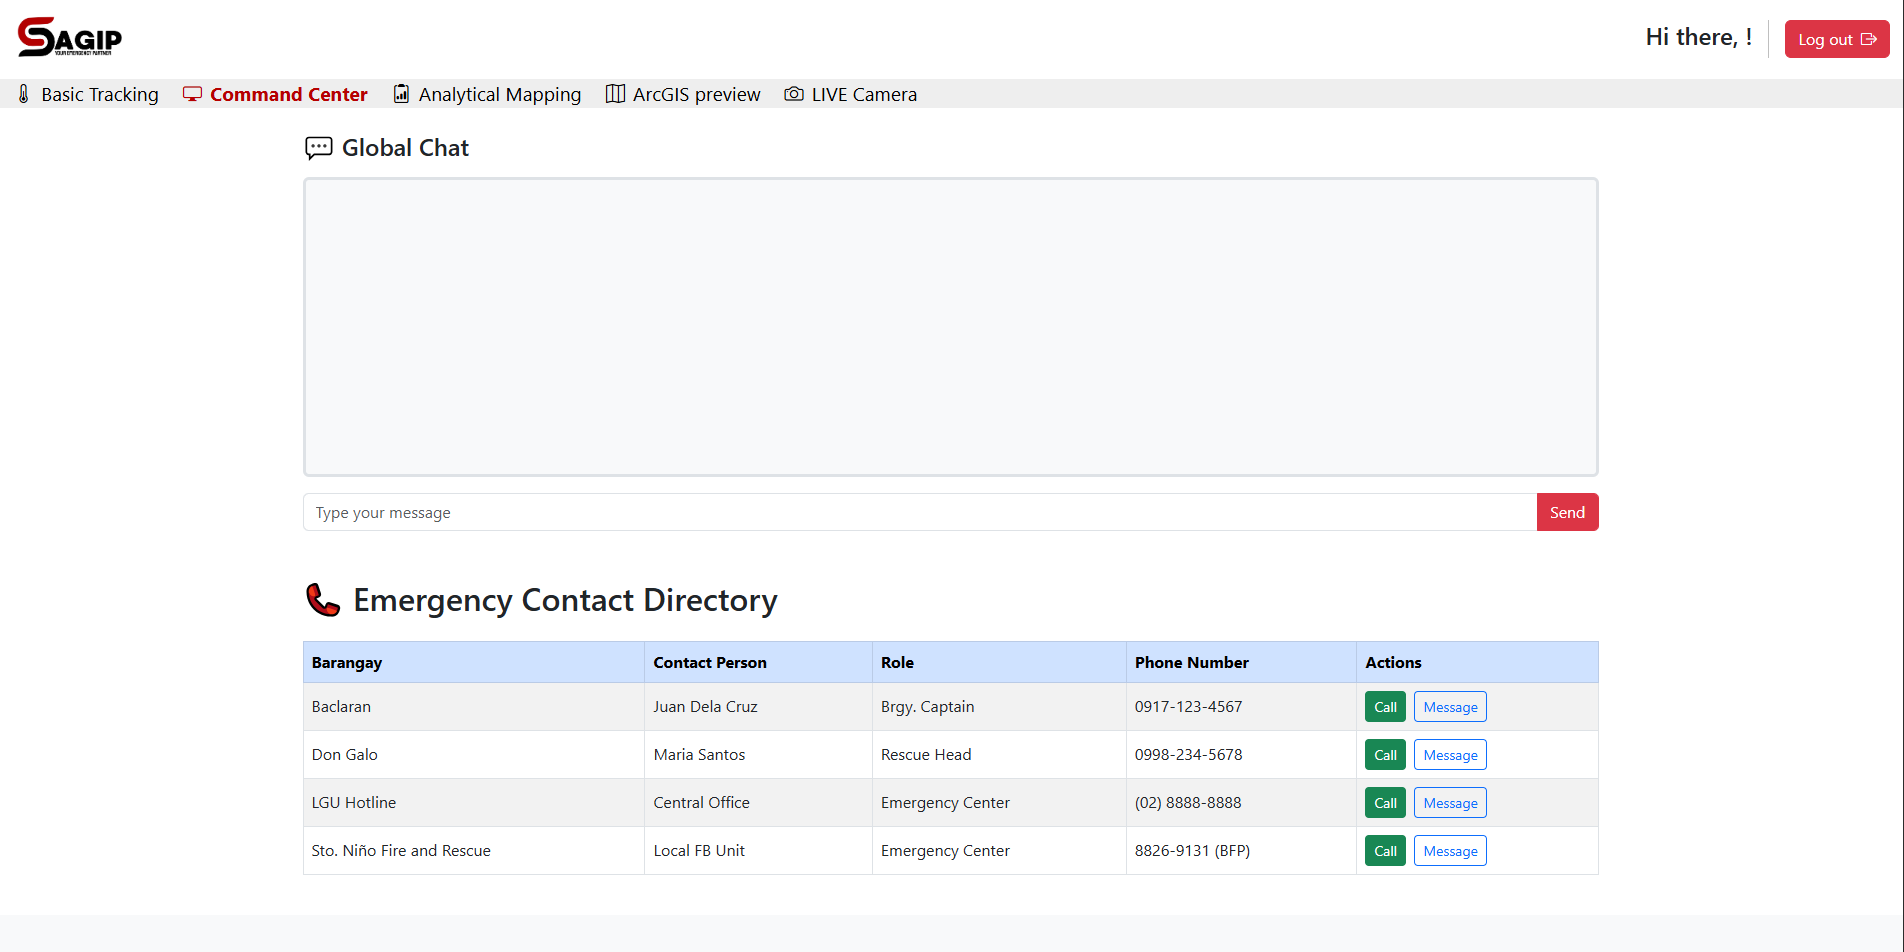 SAGIP
YOUR EMERGENCY PARTNER
Hi there, !
Log out
Basic Tracking
Command Center
Analytical Mapping
ArcGIS preview
LIVE Camera
Global Chat
Type your message
Send
Emergency Contact Directory
Barangay Contact Person Role Phone Number Actions
Baclaran Juan Dela Cruz Brgy. Captain 0917-123-4567 Call Message
Don Galo Maria Santos Rescue Head 0998-234-5678 Call Message
LGU Hotline Central Office Emergency Center (02) 8888-8888 Call Message
Sto. Niño Fire and Rescue Local FB Unit Emergency Center 8826-9131 (BFP) Call Message